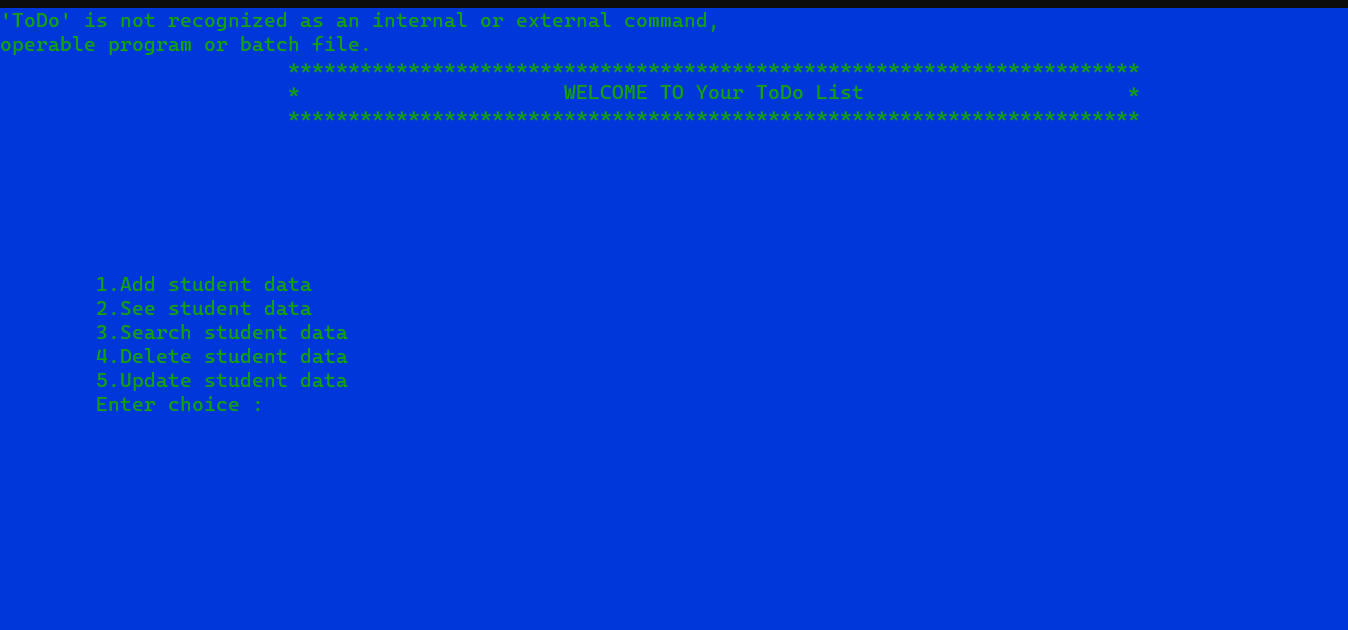 'ToDo' is not recognized as an internal or external command,
operable program or batch file.
***********************************************************************
* WELCOME TO Your ToDo List *
***********************************************************************
1.Add student data
2.See student data
3.Search student data
4.Delete student data
5.Update student data
Enter choice :